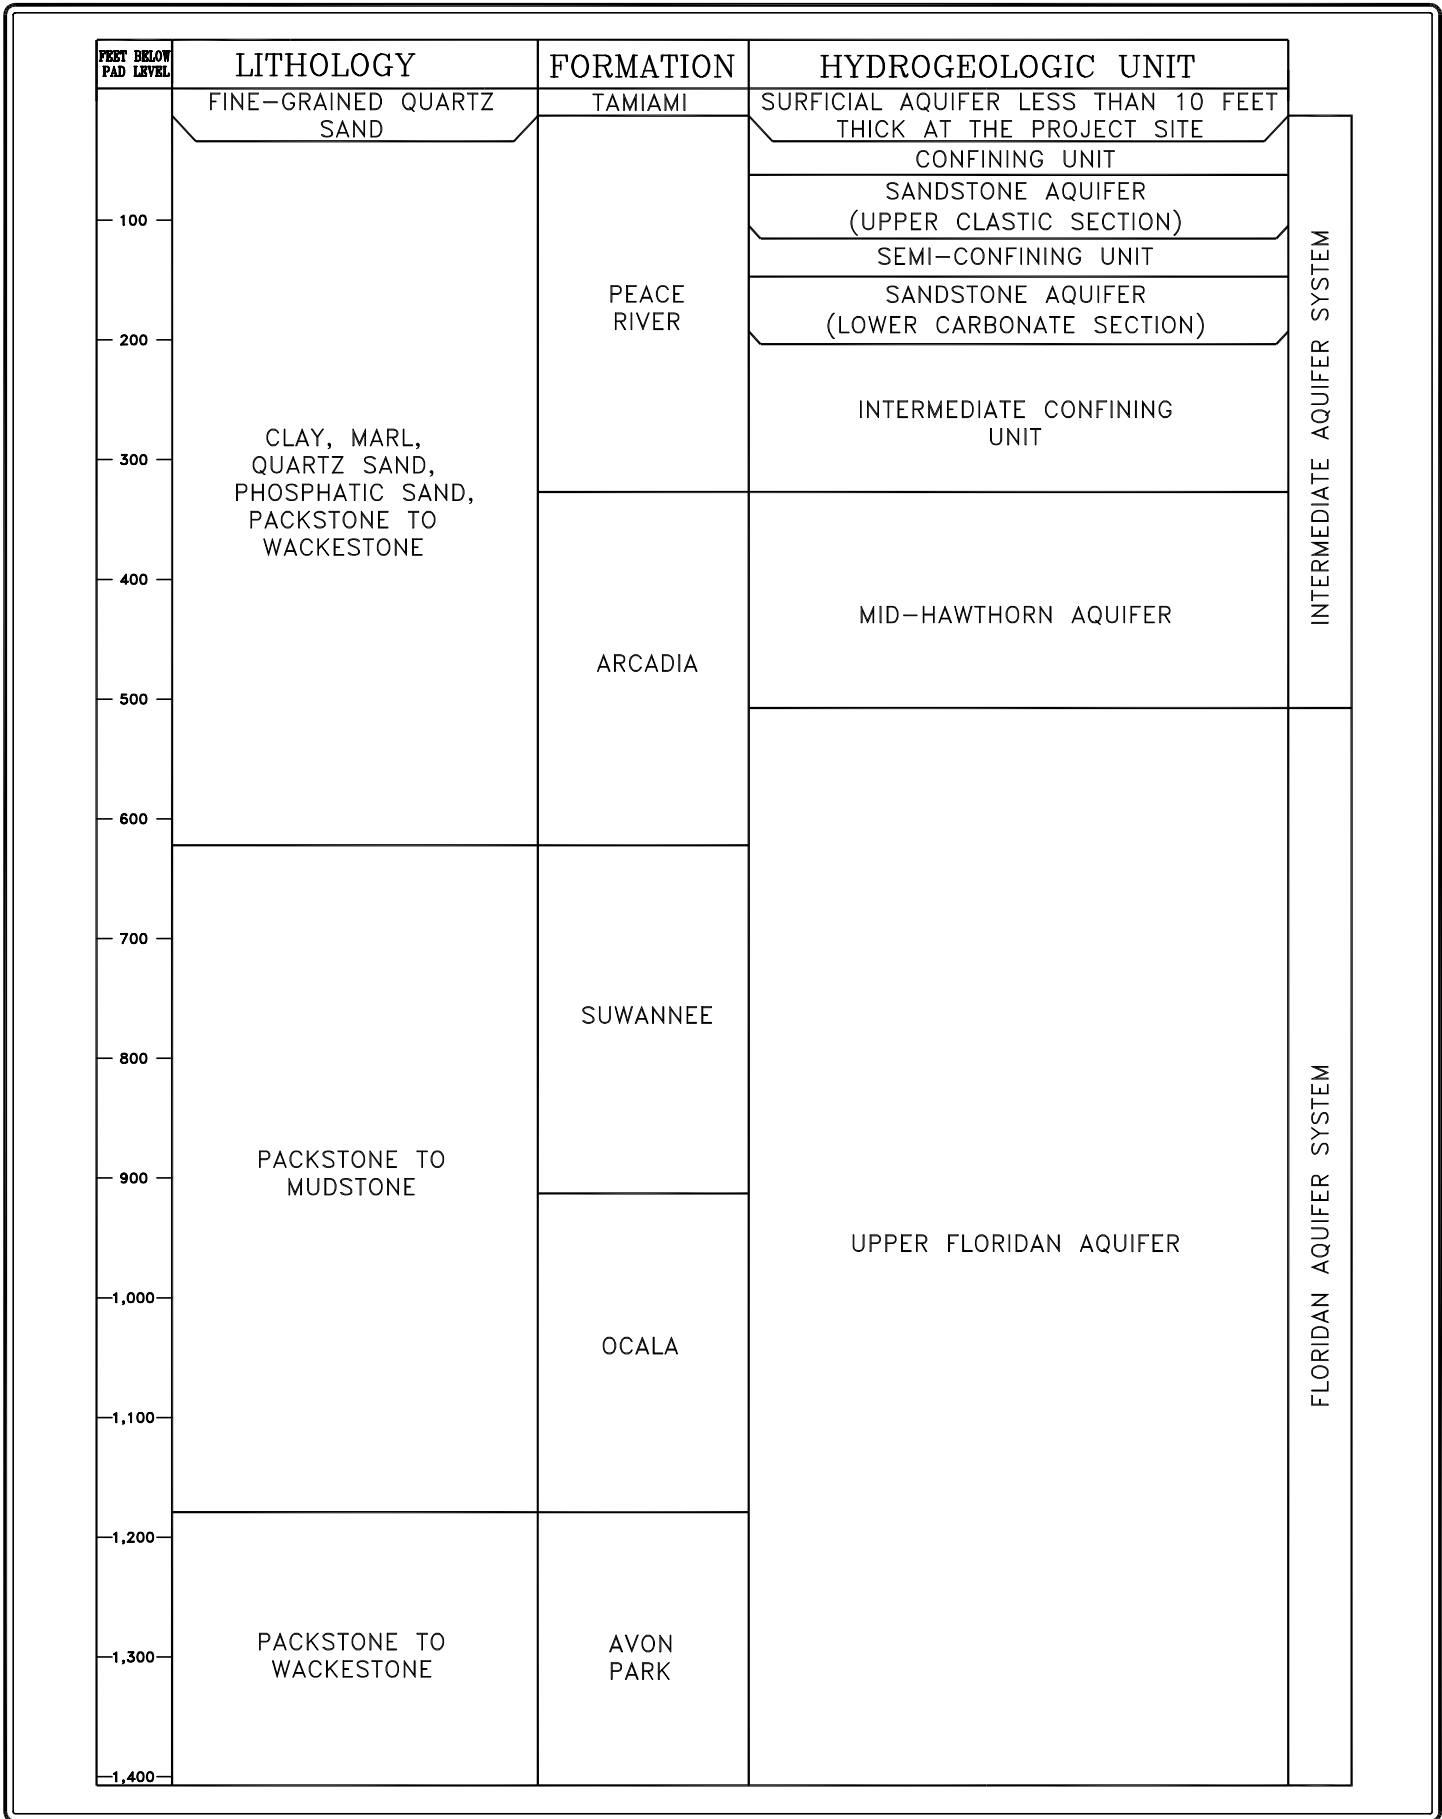 FEET BELOW
PAD LEVEL
LITHOLOGY
FORMATION
HYDROGEOLOGIC UNIT
FINE-GRAINED QUARTZ
SAND
TAMIAMI
SURFICIAL AQUIFER LESS THAN 10 FEET
THICK AT THE PROJECT SITE
CONFINING UNIT
SANDSTONE AQUIFER
(UPPER CLASTIC SECTION)
SEMI-CONFINING UNIT
SANDSTONE AQUIFER
(LOWER CARBONATE SECTION)
INTERMEDIATE CONFINING
UNIT
MID-HAWTHORN AQUIFER
UPPER FLORIDAN AQUIFER
INTERMEDIATE AQUIFER SYSTEM
FLORIDAN AQUIFER SYSTEM
PEACE
RIVER
ARCADIA
SUWANNEE
OCALA
AVON
PARK
CLAY, MARL,
QUARTZ SAND,
PHOSPHATIC SAND,
PACKSTONE TO
WACKESTONE
PACKSTONE TO
MUDSTONE
PACKSTONE TO
WACKESTONE
100
200
300
400
500
600
700
800
900
1,000
1,100
1,200
1,300
1,400